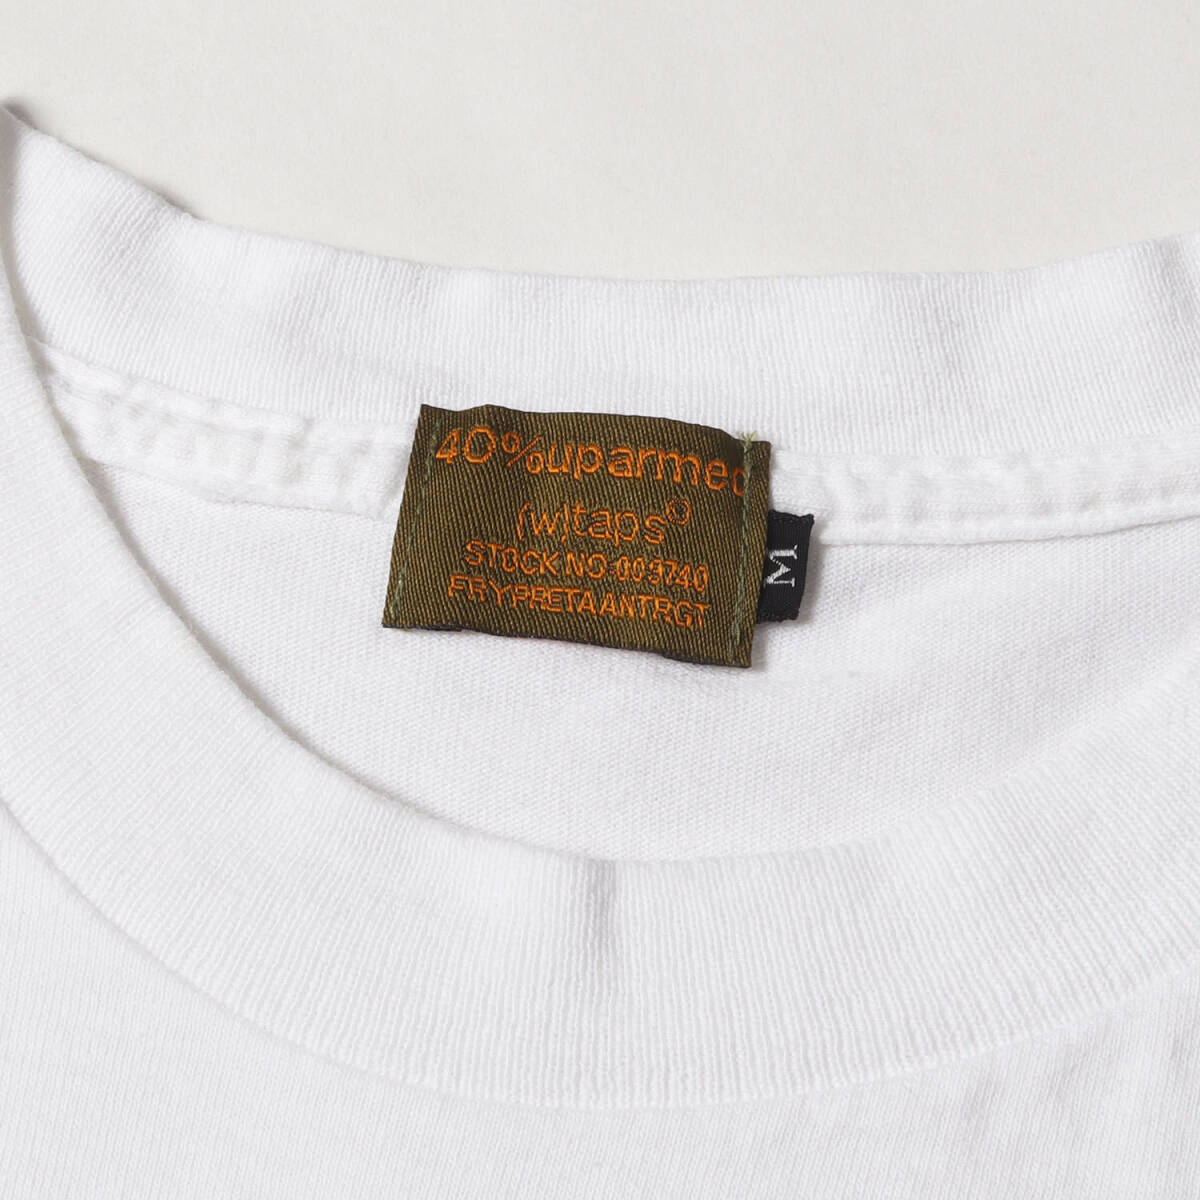 40%uparmed
(w)taps®
STOCK NO.009740
FRYPRETAANTRGT
M